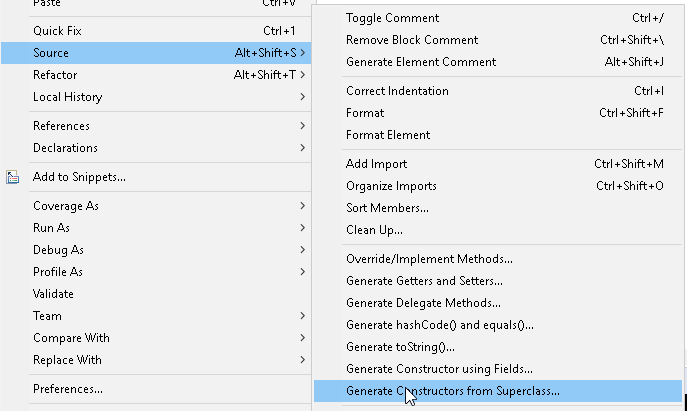 Paste Ctrl+V
Quick Fix Ctrl+1
Source Alt+Shift+S
Refactor Alt+Shift+T
Local History
References
Declarations
Add to Snippets...
Coverage As
Run As
Debug As
Profile As
Validate
Team
Compare With
Replace With
Preferences...
Toggle Comment Ctrl+/
Remove Block Comment Ctrl+Shift+\
Generate Element Comment Alt+Shift+J
Correct Indentation Ctrl+I
Format Ctrl+Shift+F
Format Element
Add Import Ctrl+Shift+M
Organize Imports Ctrl+Shift+O
Sort Members...
Clean Up...
Override/Implement Methods...
Generate Getters and Setters...
Generate Delegate Methods...
Generate hashCode() and equals()...
Generate toString()...
Generate Constructor using Fields...
Generate Constructors from Superclass...